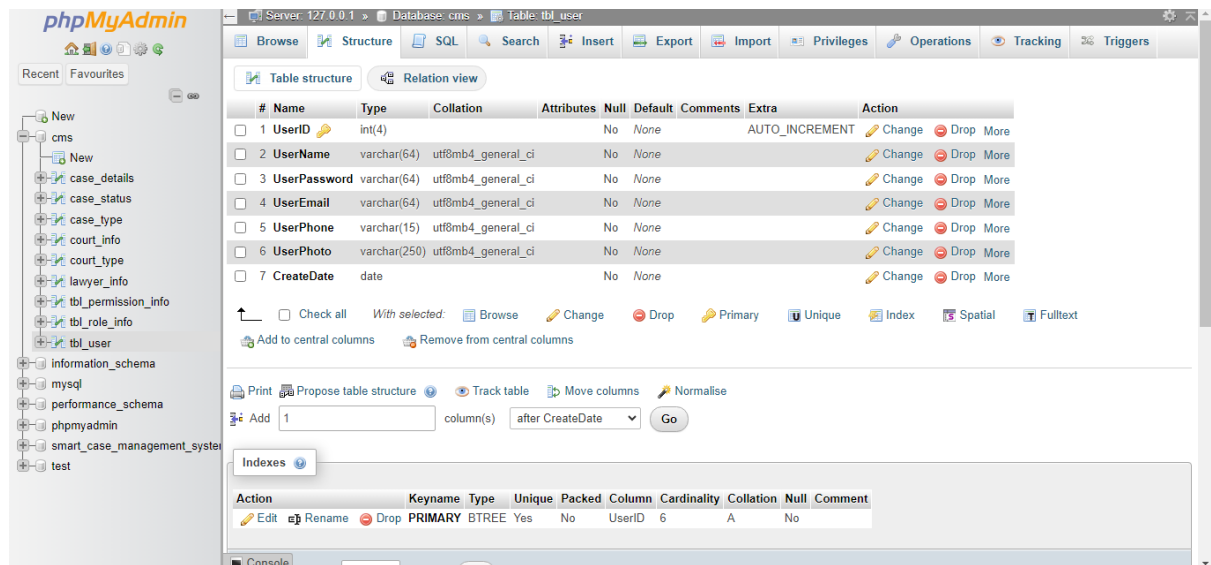 phpMyAdmin
Recent Favourites
New
cms
New
case_details
case_status
case_type
court_info
court_type
lawyer_info
tbl_permission_info
tbl_role_info
tbl_user
information_schema
mysql
performance_schema
phpmyadmin
smart_case_management_system
test
Server: 127.0.0.1 » Database: cms » Table: tbl_user
Browse Structure SQL Search Insert Export Import Privileges Operations Tracking Triggers
Table structure Relation view
# Name Type Collation Attributes Null Default Comments Extra Action
1 UserID int(4) No None AUTO_INCREMENT Change Drop More
2 UserName varchar(64) utf8mb4_general_ci No None Change Drop More
3 UserPassword varchar(64) utf8mb4_general_ci No None Change Drop More
4 UserEmail varchar(64) utf8mb4_general_ci No None Change Drop More
5 UserPhone varchar(15) utf8mb4_general_ci No None Change Drop More
6 UserPhoto varchar(250) utf8mb4_general_ci No None Change Drop More
7 CreateDate date No None Change Drop More
Check all With selected: Browse Change Drop Primary Unique Index Spatial Fulltext
Add to central columns Remove from central columns
Print Propose table structure Track table Move columns Normalise
Add 1 column(s) after CreateDate Go
Indexes
Action Keyname Type Unique Packed Column Cardinality Collation Null Comment
Edit Rename Drop PRIMARY BTREE Yes No UserID 6 A No
Console